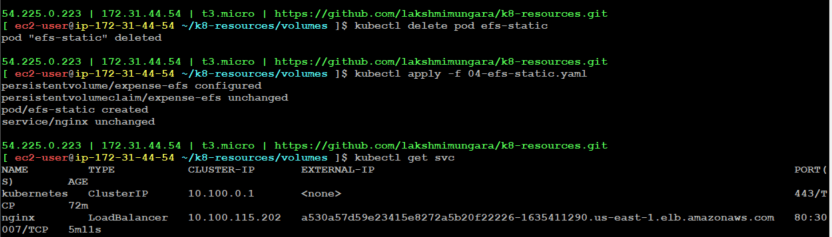 54.225.0.223 | 172.31.44.54 | t3.micro | https://github.com/lakshmimungara/k8-resources.git
[ ec2-user@ip-172-31-44-54 ~/k8-resources/volumes ]$ kubectl delete pod efs-static
pod "efs-static" deleted
54.225.0.223 | 172.31.44.54 | t3.micro | https://github.com/lakshmimungara/k8-resources.git
[ ec2-user@ip-172-31-44-54 ~/k8-resources/volumes ]$ kubectl apply -f 04-efs-static.yaml
persistentvolume/expense-efs configured
persistentvolumeclaim/expense-efs unchanged
pod/efs-static created
service/nginx unchanged
54.225.0.223 | 172.31.44.54 | t3.micro | https://github.com/lakshmimungara/k8-resources.git
[ ec2-user@ip-172-31-44-54 ~/k8-resources/volumes ]$ kubectl get svc
NAME TYPE CLUSTER-IP EXTERNAL-IP PORT(
S) AGE
kubernetes ClusterIP 10.100.0.1 <none> 443/T
CP 72m
nginx LoadBalancer 10.100.115.202 a530a57d59e23415e8272a5b20f22226-1635411290.us-east-1.elb.amazonaws.com 80:30
007/TCP 5m11s